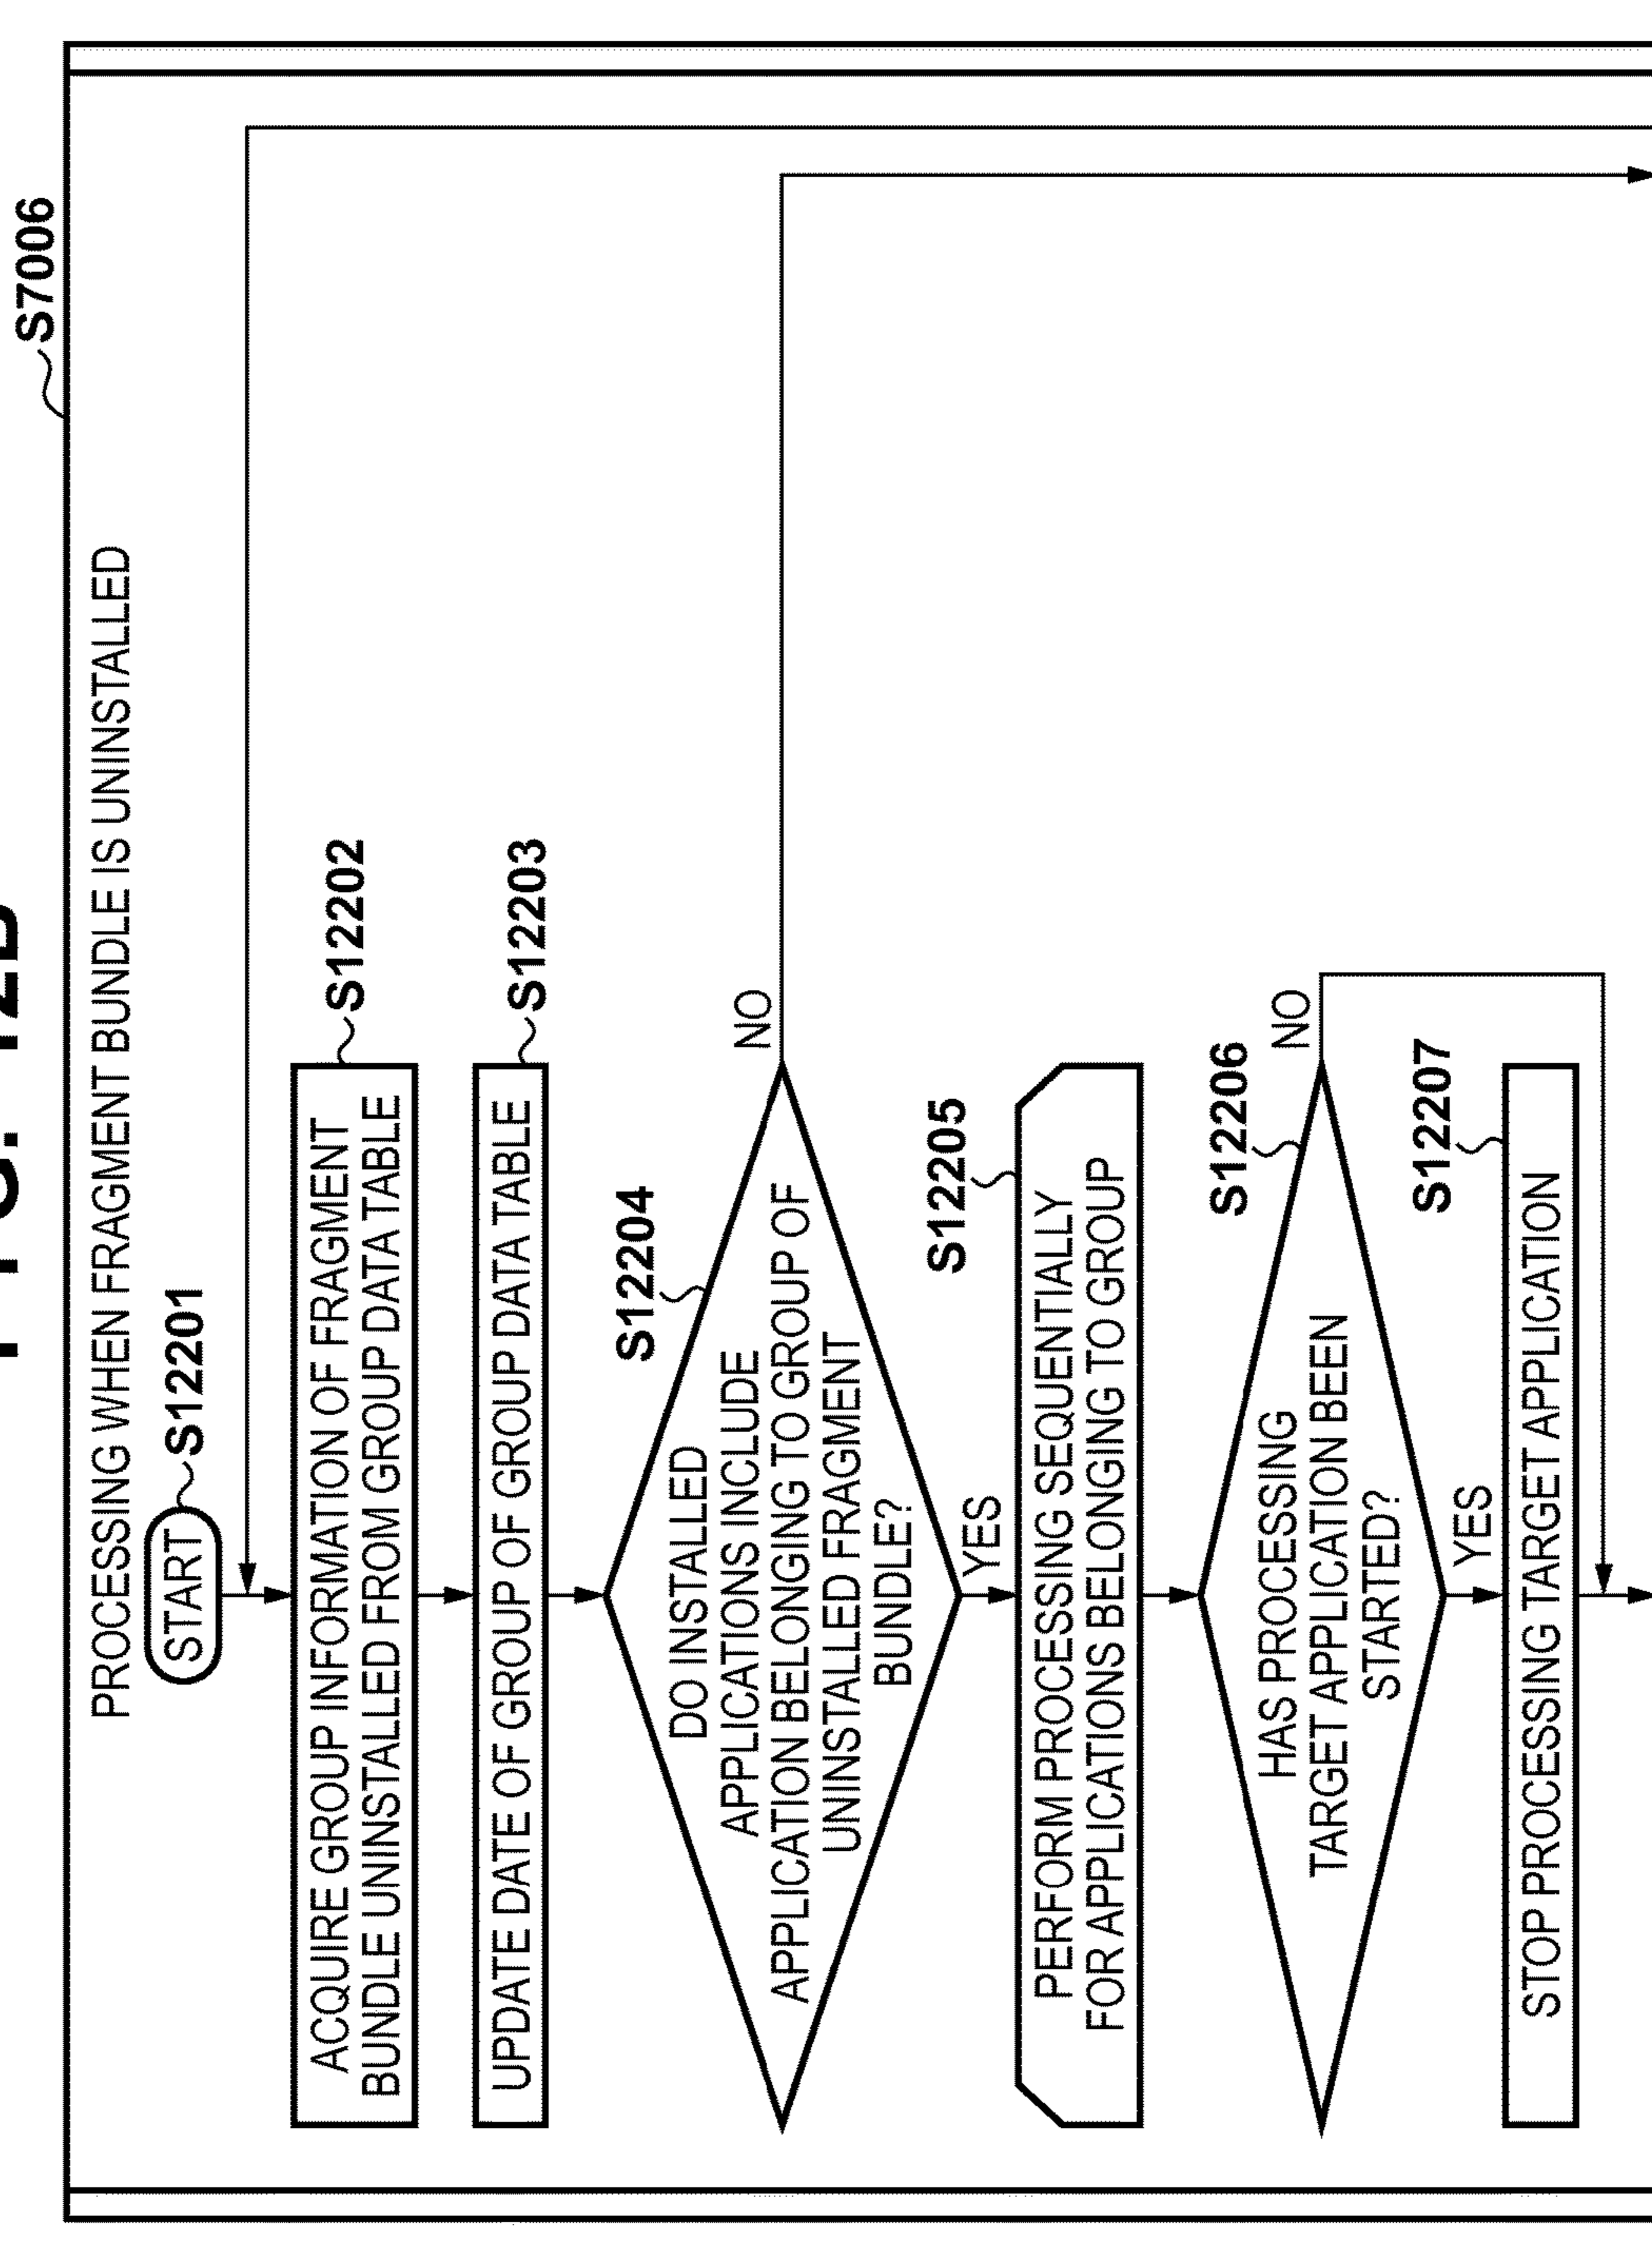 S7006
PROCESSING WHEN FRAGMENT BUNDLE IS UNINSTALLED
START
S12201
ACQUIRE GROUP INFORMATION OF FRAGMENT
BUNDLE UNINSTALLED FROM GROUP DATA TABLE
S12202
UPDATE DATE OF GROUP OF GROUP DATA TABLE
S12203
DO INSTALLED
APPLICATIONS INCLUDE
APPLICATION BELONGING TO GROUP OF
UNINSTALLED FRAGMENT
BUNDLE?
S12204
NO
YES
PERFORM PROCESSING SEQUENTIALLY
FOR APPLICATIONS BELONGING TO GROUP
S12205
HAS PROCESSING
TARGET APPLICATION BEEN
STARTED?
S12206
NO
YES
STOP PROCESSING TARGET APPLICATION
S12207